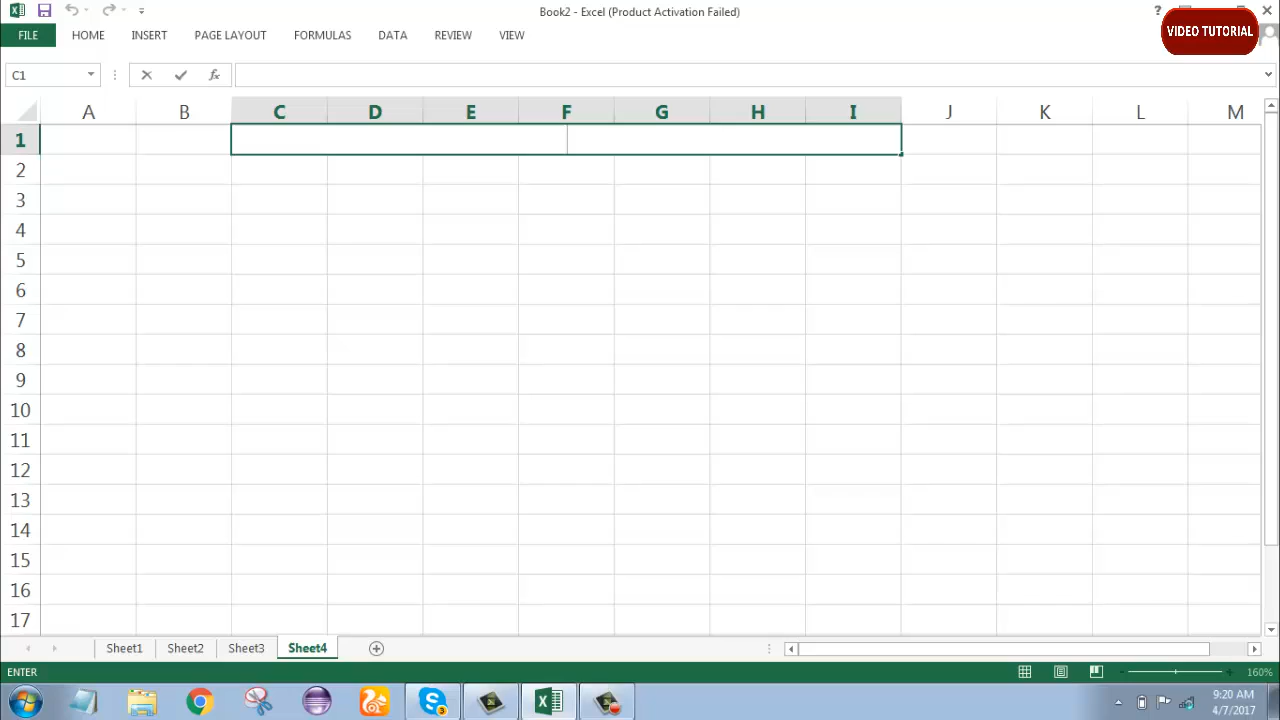 Book2 - Excel (Product Activation Failed)
?
VIDEO TUTORIAL
FILE HOME INSERT PAGE LAYOUT FORMULAS DATA REVIEW VIEW
C1 fx
A B C D E F G H I J K L M
1
2
3
4
5
6
7
8
9
10
11
12
13
14
15
16
17
Sheet1 Sheet2 Sheet3 Sheet4
ENTER 160%
9:20 AM
4/7/2017